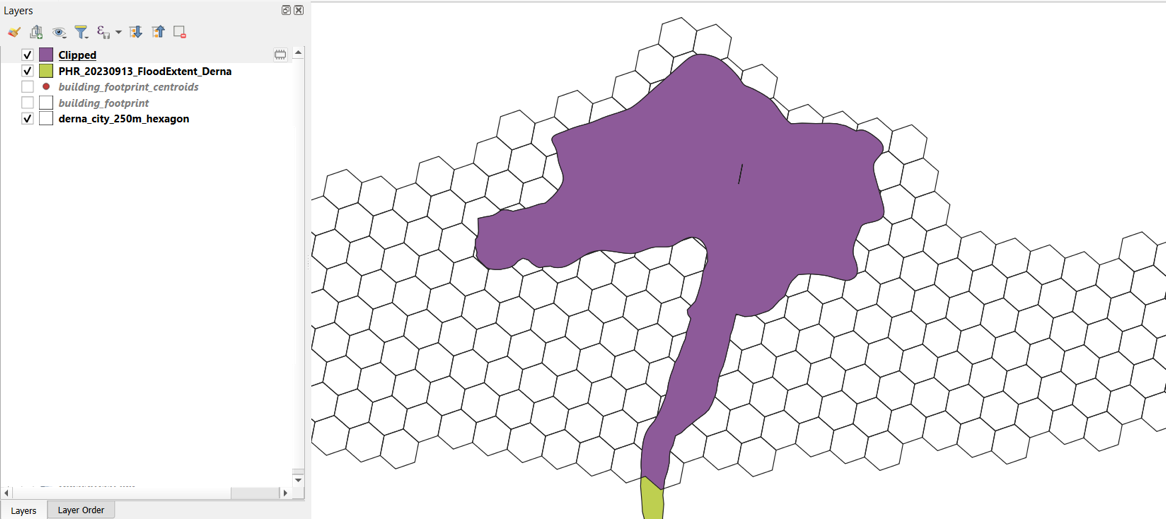 Layers
Clipped
PHR_20230913_FloodExtent_Derna
building_footprint_centroids
building_footprint
derna_city_250m_hexagon
Layers
Layer Order